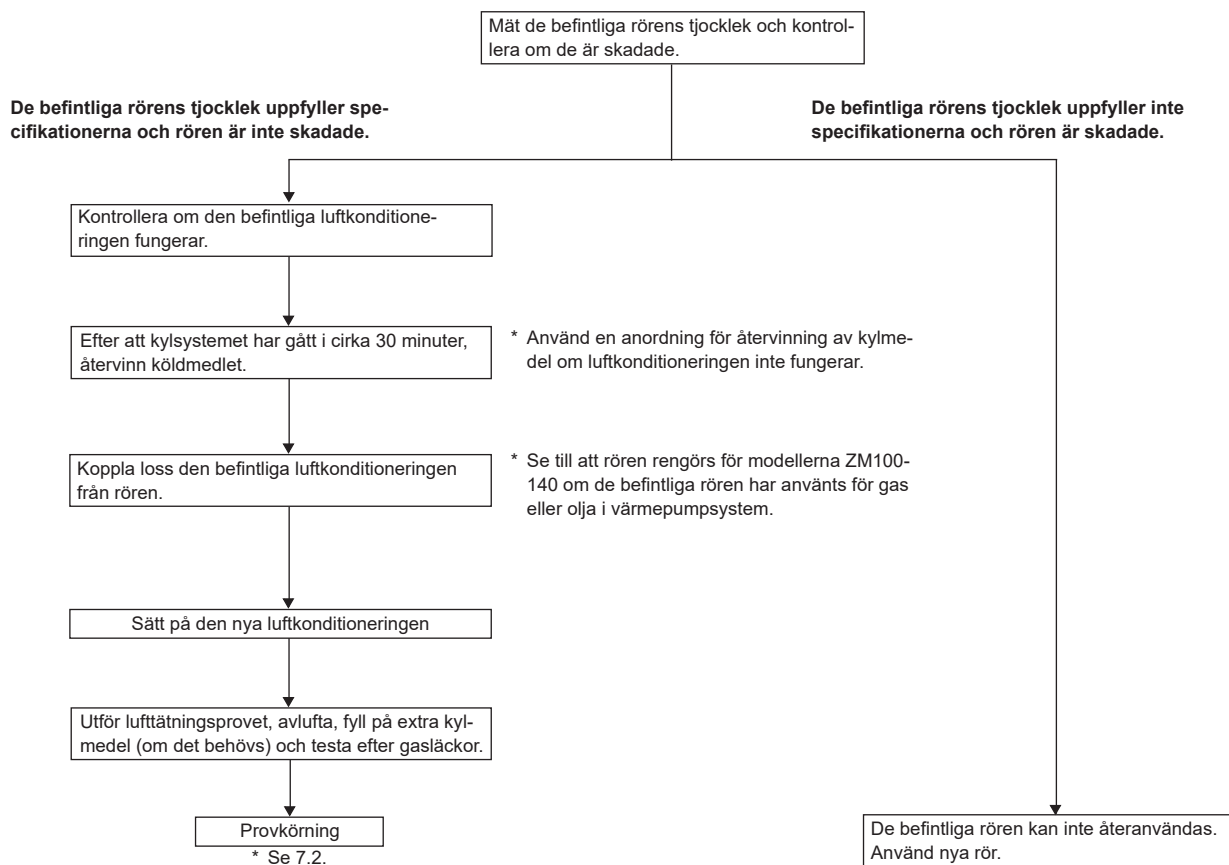 Mät de befintliga rörens tjocklek och kontrol-
lera om de är skadade.
De befintliga rörens tjocklek uppfyller spe-
cifikationerna och rören är inte skadade.
De befintliga rörens tjocklek uppfyller inte
specifikationerna och rören är skadade.
Kontrollera om den befintliga luftkonditione-
ringen fungerar.
Efter att kylsystemet har gått i cirka 30 minuter,
återvinn köldmedlet.
* Använd en anordning för återvinning av kylme-
del om luftkonditioneringen inte fungerar.
Koppla loss den befintliga luftkonditioneringen
från rören.
* Se till att rören rengörs för modellerna ZM100-
140 om de befintliga rören har använts för gas
eller olja i värmepumpsystem.
Sätt på den nya luftkonditioneringen
Utför lufttätningsprovet, avlufta, fyll på extra kyl-
medel (om det behövs) och testa efter gasläckor.
Provkörning
* Se 7.2.
De befintliga rören kan inte återanvändas.
Använd nya rör.